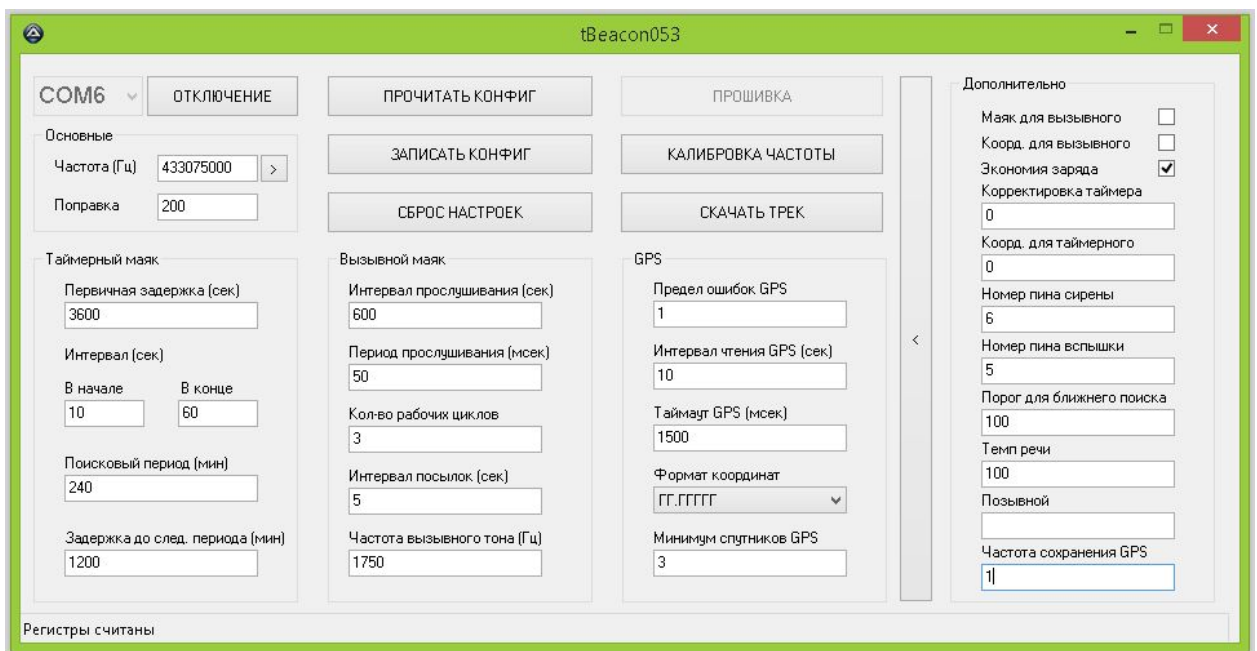 tBeacon053
COM6
ОТКЛЮЧЕНИЕ
ПРОЧИТАТЬ КОНФИГ
ПРОШИВКА
ЗАПИСАТЬ КОНФИГ
КАЛИБРОВКА ЧАСТОТЫ
СБРОС НАСТРОЕК
СКАЧАТЬ ТРЕК
Основные
Частота (Гц) 433075000 >
Поправка 200
Таймерный маяк
Первичная задержка (сек)
3600
Интервал (сек)
В начале В конце
10 60
Поисковый период (мин)
240
Задержка до след. периода (мин)
1200
Вызывной маяк
Интервал прослушивания (сек)
600
Период прослушивания (мсек)
50
Кол-во рабочих циклов
3
Интервал посылок (сек)
5
Частота вызывного тона (Гц)
1750
GPS
Предел ошибок GPS
1
Интервал чтения GPS (сек)
10
Таймаут GPS (мсек)
1500
Формат координат
ГГ.ГГГГГ
Минимум спутников GPS
3
<
Дополнительно
Маяк для вызывного
Коорд. для вызывного
Экономия заряда
Корректировка таймера
0
Коорд. для таймерного
0
Номер пина сирены
6
Номер пина вспышки
5
Порог для ближнего поиска
100
Темп речи
100
Позывной
Частота сохранения GPS
1
Регистры считаны